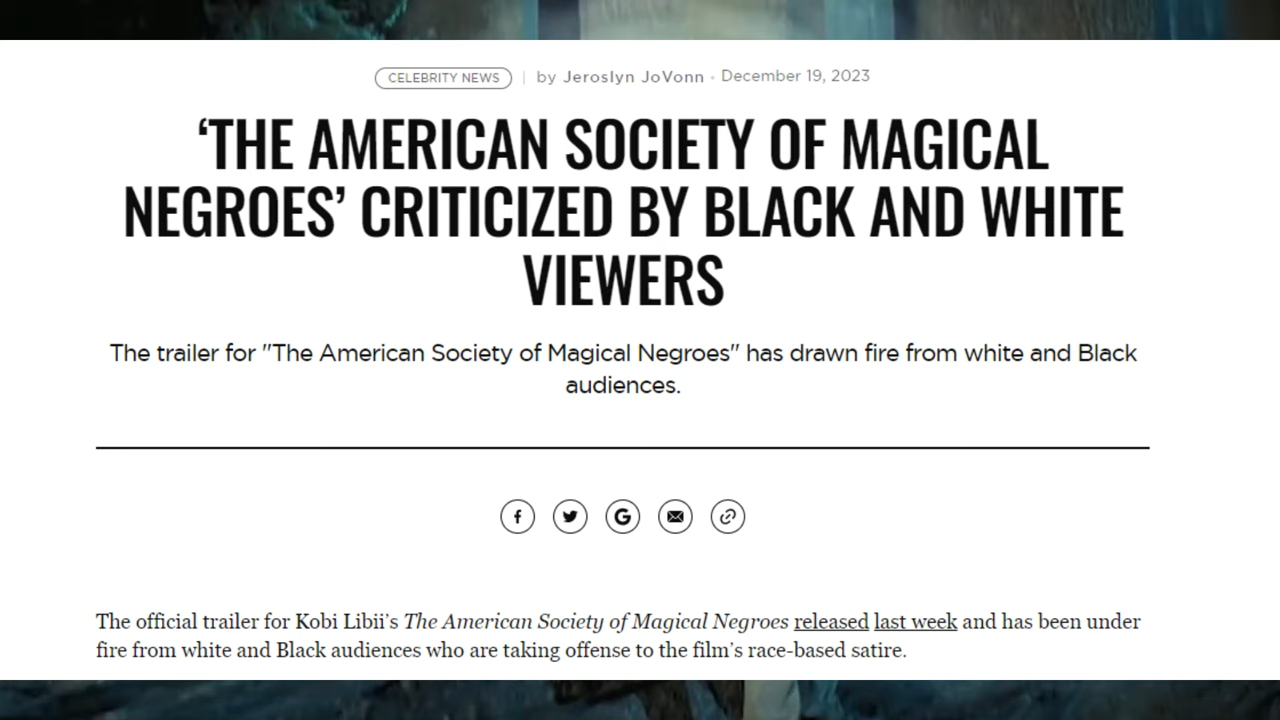 CELEBRITY NEWS | by Jeroslyn JoVonn • December 19, 2023
‘THE AMERICAN SOCIETY OF MAGICAL
NEGROES’ CRITICIZED BY BLACK AND WHITE
VIEWERS
The trailer for "The American Society of Magical Negroes" has drawn fire from white and Black
audiences.
The official trailer for Kobi Libii’s The American Society of Magical Negroes released last week and has been under
fire from white and Black audiences who are taking offense to the film’s race-based satire.